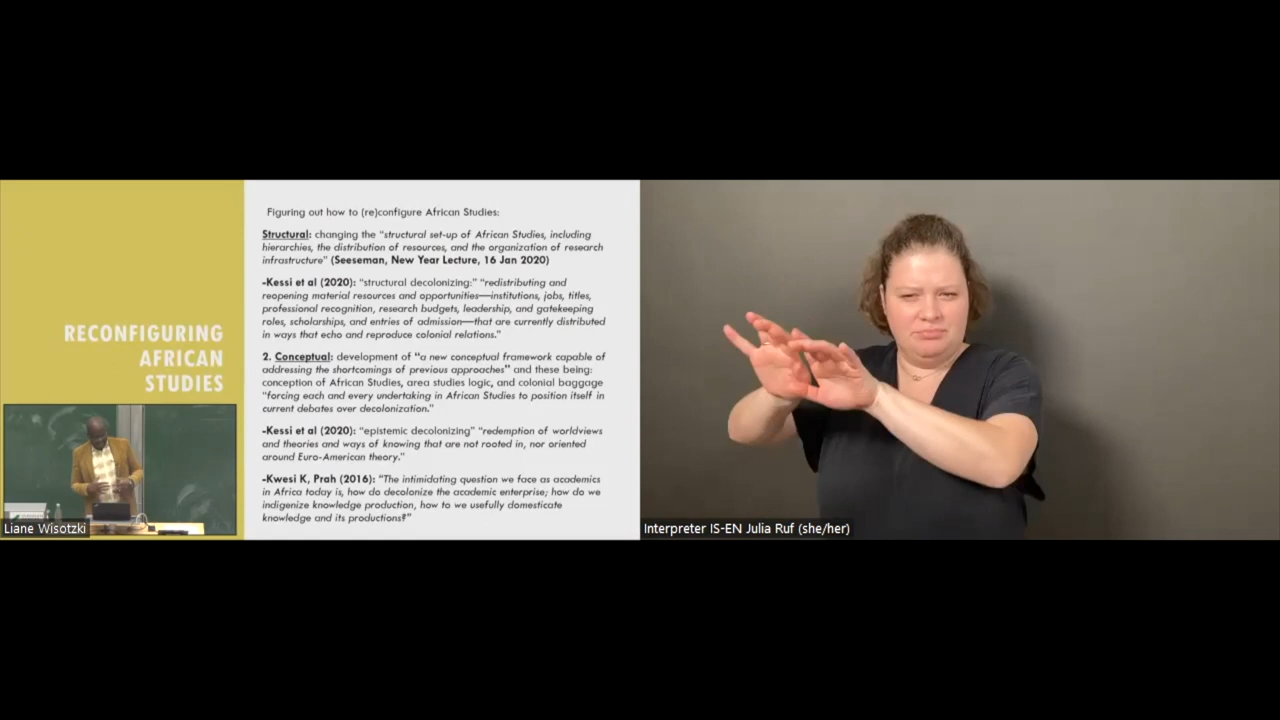 RECONFIGURING
AFRICAN
STUDIES
Figuring out how to (re)configure African Studies:
Structural: changing the "structural set-up of African Studies, including
hierarchies, the distribution of resources, and the organization of research
infrastructure" (Seeseman, New Year Lecture, 16 Jan 2020)
-Kessi et al (2020): "structural decolonizing:" "redistributing and
reopening material resources and opportunities—institutions, jobs, titles,
professional recognition, research budgets, leadership, and gatekeeping
roles, scholarships, and entries of admission—that are currently distributed
in ways that echo and reproduce colonial relations."
2. Conceptual: development of "a new conceptual framework capable of
addressing the shortcomings of previous approaches" and these being:
conception of African Studies, area studies logic, and colonial baggage
"forcing each and every undertaking in African Studies to position itself in
current debates over decolonization."
-Kessi et al (2020): "epistemic decolonizing" "redemption of worldviews
and theories and ways of knowing that are not rooted in, nor oriented
around Euro-American theory."
-Kwesi K, Prah (2016): "The intimidating question we face as academics
in Africa today is, how do decolonize the academic enterprise; how do we
indigenize knowledge production, how to we usefully domesticate
knowledge and its productions?"
Liane Wisotzki
Interpreter IS-EN Julia Ruf (she/her)